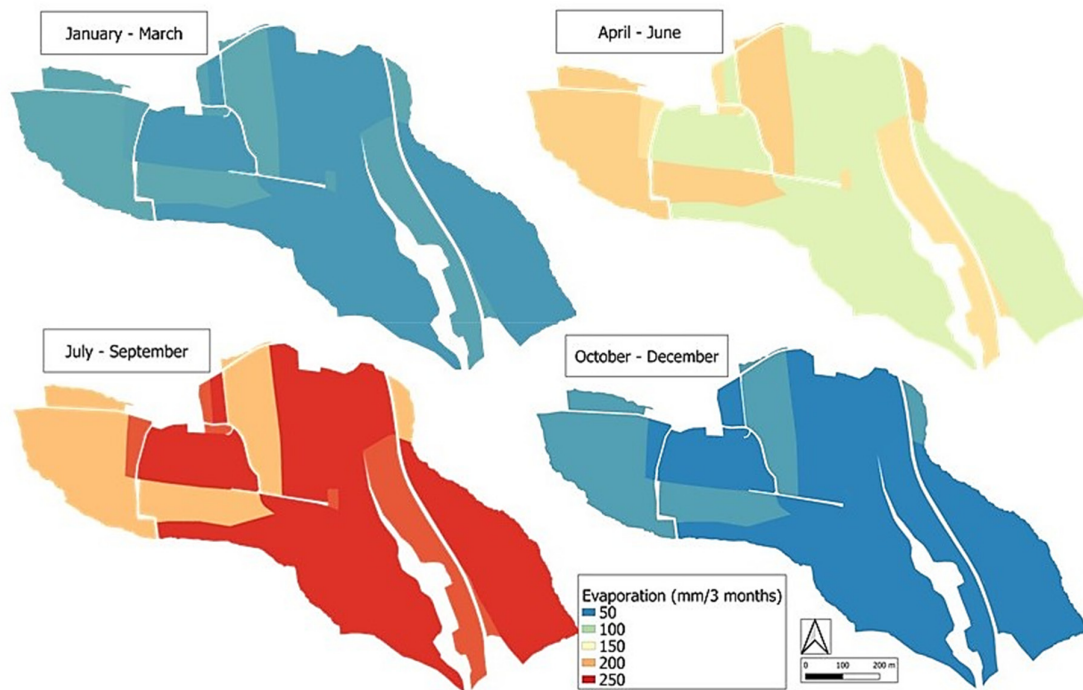 January - March
April - June
July - September
October - December
Evaporation (mm/3 months)
50
100
150
200
250
0 100 200 m